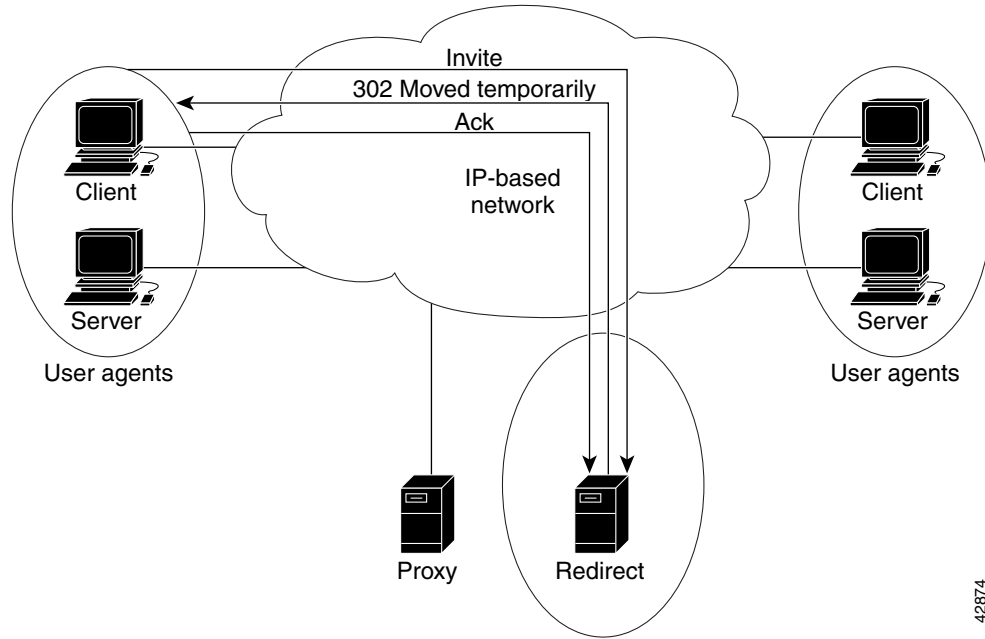 Invite
302 Moved temporarily
Ack
IP-based
network
Client
Server
User agents
Client
Server
User agents
Proxy
Redirect
42874